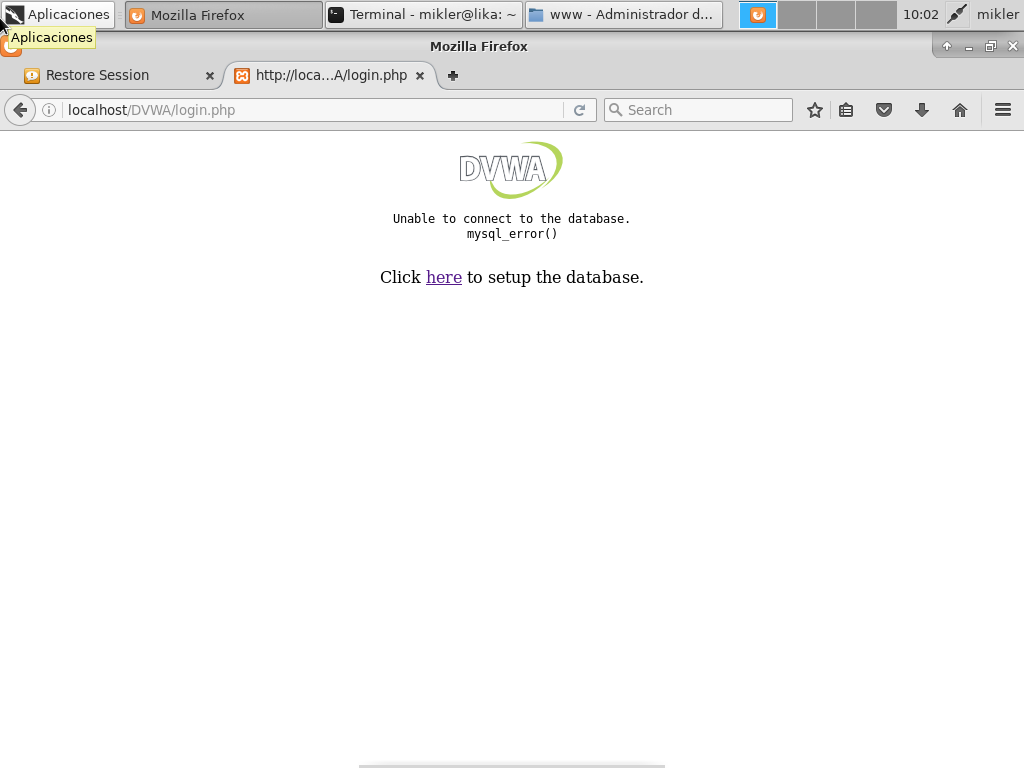 Aplicaciones
Mozilla Firefox
Terminal - mikler@lika: ~
www - Administrador d...
10:02
mikler
Aplicaciones
Mozilla Firefox
Restore Session
http://loca...A/login.php
localhost/DVWA/login.php
Search
DVWA
Unable to connect to the database.
mysql_error()
Click here to setup the database.